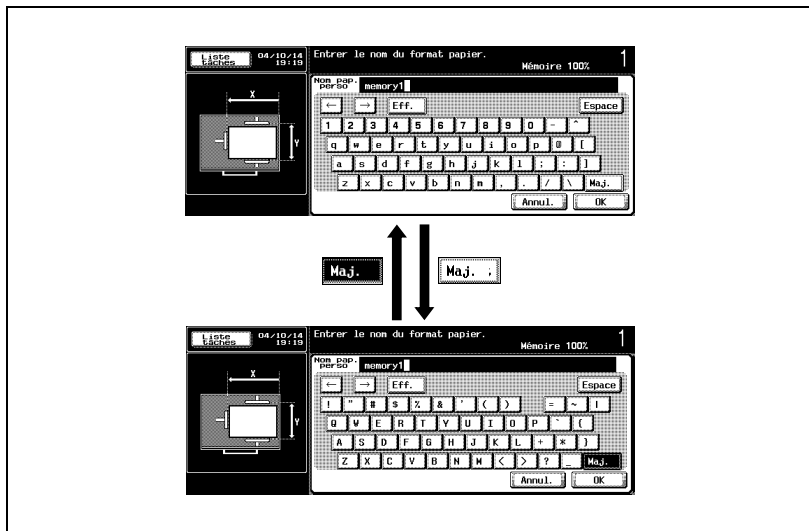 Liste tâches 04/10/14 19:19 Entrer le nom du format papier. Mémoire 100% 1
Nom pap. perso memory1
← → Eff. Espace
1 2 3 4 5 6 7 8 9 0 - ^
q w e r t y u i o p @ [
a s d f g h j k l ; : ]
z x c v b n m , . / \ Maj.
Annul. OK
X
Y
Maj. Maj. ;
Liste tâches 04/10/14 19:19 Entrer le nom du format papier. Mémoire 100% 1
Nom pap. perso memory1
← → Eff. Espace
! " # $ % & ' ( ) = ~ |
Q W E R T Y U I O P ` {
A S D F G H J K L + * }
Z X C V B N M < > ? _ Maj.
Annul. OK
X
Y